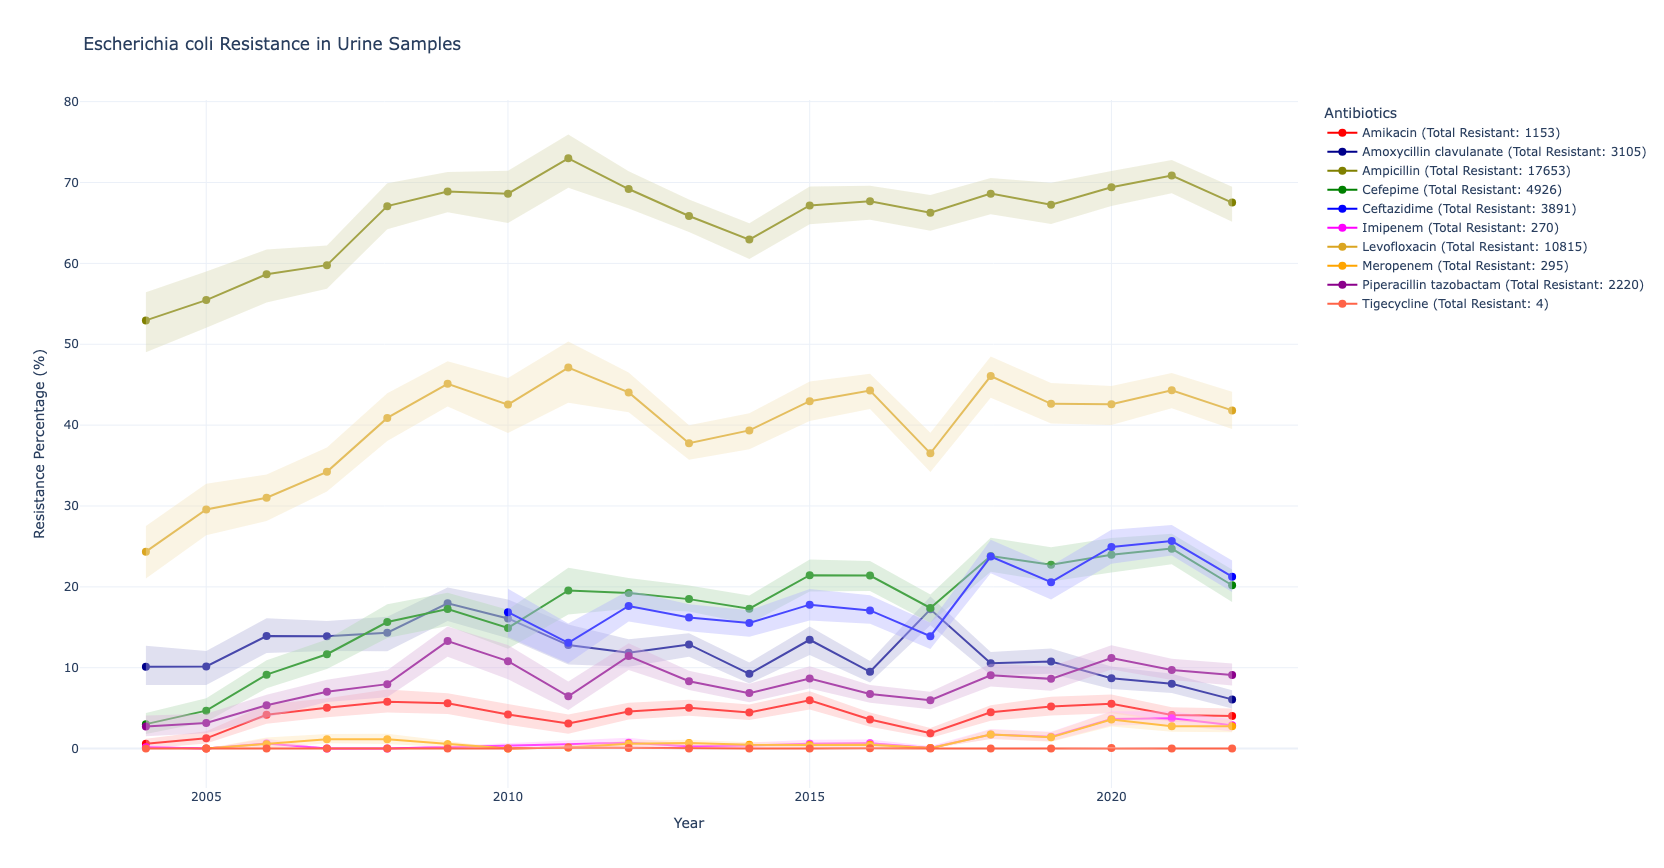 Escherichia coli Resistance in Urine Samples
80
70
60
50
40
30
20
10
0
Resistance Percentage (%)
2005
2010
2015
2020
Year
Antibiotics
Amikacin (Total Resistant: 1153)
Amoxycillin clavulanate (Total Resistant: 3105)
Ampicillin (Total Resistant: 17653)
Cefepime (Total Resistant: 4926)
Ceftazidime (Total Resistant: 3891)
Imipenem (Total Resistant: 270)
Levofloxacin (Total Resistant: 10815)
Meropenem (Total Resistant: 295)
Piperacillin tazobactam (Total Resistant: 2220)
Tigecycline (Total Resistant: 4)